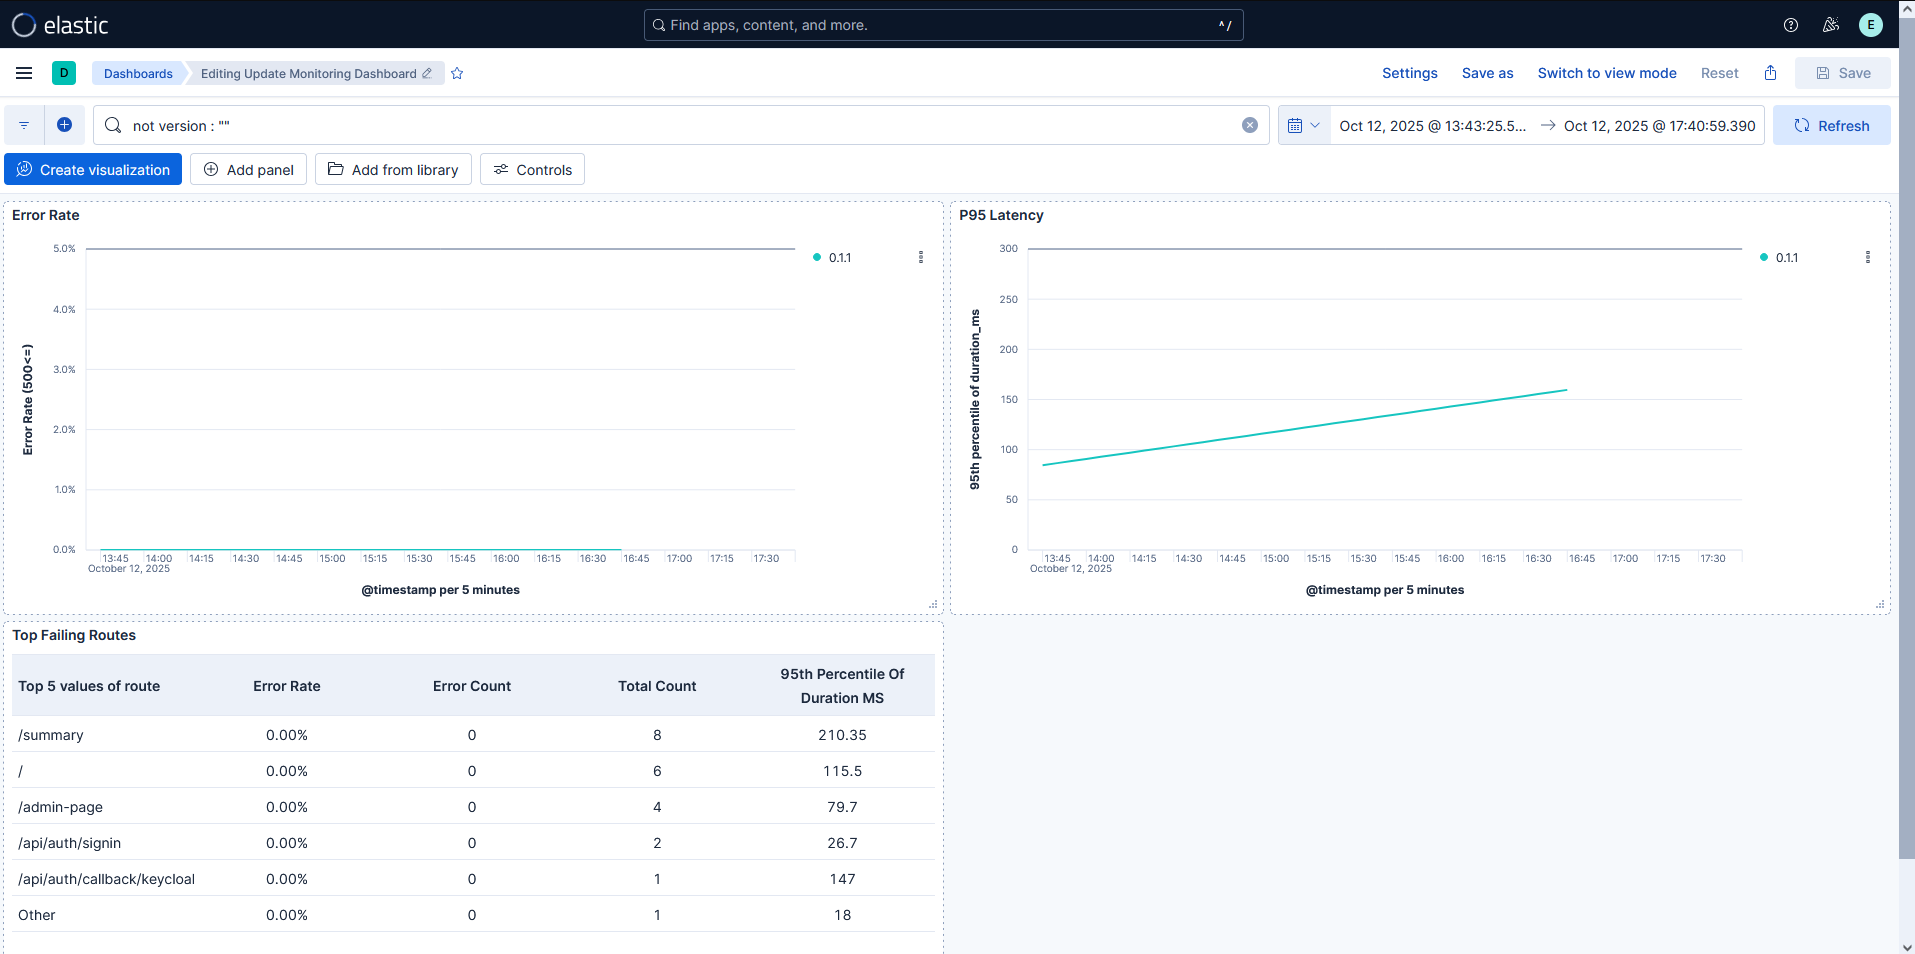 elastic
Find apps, content, and more.
^ /
E
D
Dashboards
Editing Update Monitoring Dashboard
Settings
Save as
Switch to view mode
Reset
Save
not version : ""
Oct 12, 2025 @ 13:43:25.5...
Oct 12, 2025 @ 17:40:59.390
Refresh
Create visualization
Add panel
Add from library
Controls
Error Rate
5.0%
4.0%
3.0%
2.0%
1.0%
0.0%
Error Rate (500<=)
13:45 14:00 14:15 14:30 14:45 15:00 15:15 15:30 15:45 16:00 16:15 16:30 16:45 17:00 17:15 17:30
October 12, 2025
@timestamp per 5 minutes
0.1.1
P95 Latency
300
250
200
150
100
50
0
95th percentile of duration_ms
13:45 14:00 14:15 14:30 14:45 15:00 15:15 15:30 15:45 16:00 16:15 16:30 16:45 17:00 17:15 17:30
October 12, 2025
@timestamp per 5 minutes
0.1.1
Top Failing Routes
Top 5 values of route Error Rate Error Count Total Count 95th Percentile Of
Duration MS
/summary 0.00% 0 8 210.35
/ 0.00% 0 6 115.5
/admin-page 0.00% 0 4 79.7
/api/auth/signin 0.00% 0 2 26.7
/api/auth/callback/keycloal 0.00% 0 1 147
Other 0.00% 0 1 18